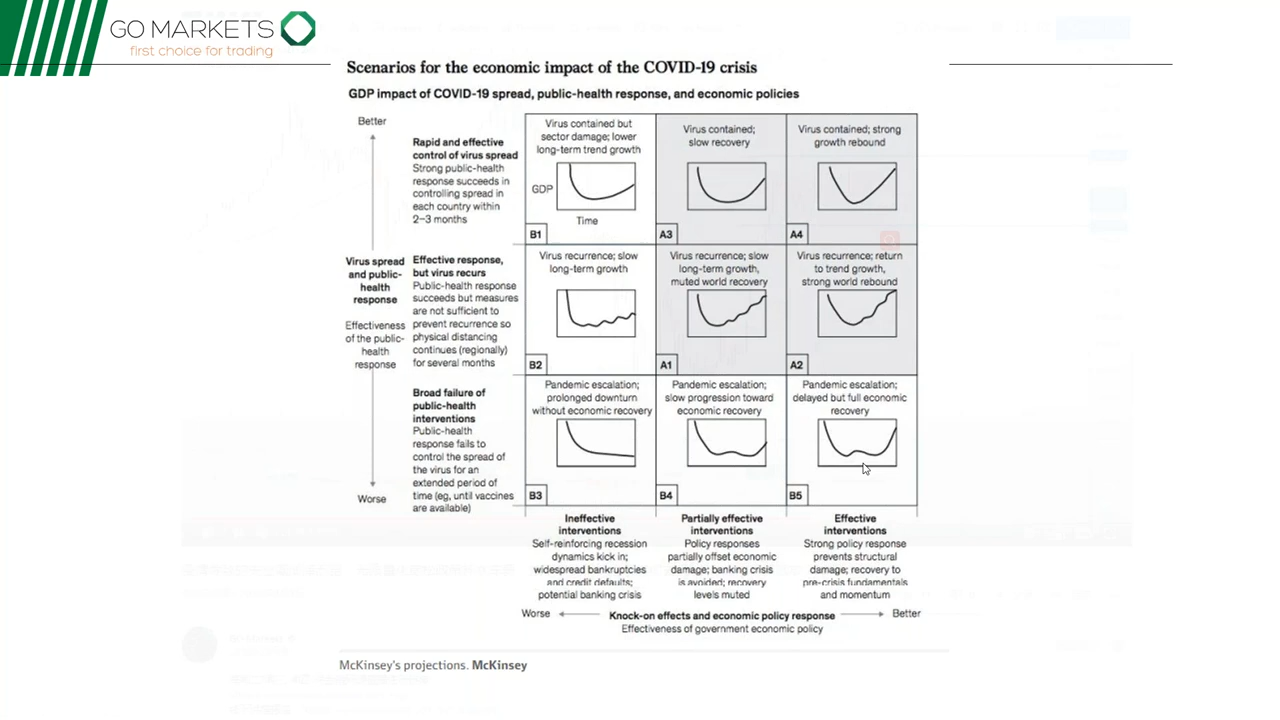 GO MARKETS
first choice for trading
Scenarios for the economic impact of the COVID-19 crisis
GDP impact of COVID-19 spread, public-health response, and economic policies
Better
Rapid and effective
control of virus spread
Strong public-health
response succeeds in
controlling spread in
each country within
2–3 months
Virus contained but
sector damage; lower
long-term trend growth
GDP
Time
B1
Virus contained;
slow recovery
A3
Virus contained; strong
growth rebound
A4
Virus spread
and public-
health
response
Effectiveness
of the public-
health
response
Effective response,
but virus recurs
Public-health response
succeeds but measures
are not sufficient to
prevent recurrence so
physical distancing
continues (regionally)
for several months
Virus recurrence; slow
long-term growth
B2
Virus recurrence; slow
long-term growth,
muted world recovery
A1
Virus recurrence; return
to trend growth,
strong world rebound
A2
Broad failure of
public-health
interventions
Public-health
response fails to
control the spread of
the virus for an
extended period of
time (eg, until vaccines
are available)
Worse
Pandemic escalation;
prolonged downturn
without economic recovery
B3
Pandemic escalation;
slow progression toward
economic recovery
B4
Pandemic escalation;
delayed but full economic
recovery
B5
Ineffective
interventions
Self-reinforcing recession
dynamics kick in;
widespread bankruptcies
and credit defaults;
potential banking crisis
Partially effective
interventions
Policy responses
partially offset economic
damage; banking crisis
is avoided; recovery
levels muted
Effective
interventions
Strong policy response
prevents structural
damage; recovery to
pre-crisis fundamentals
and momentum
Worse
Knock-on effects and economic policy response
Better
Effectiveness of government economic policy
McKinsey's projections. McKinsey
GO Markets